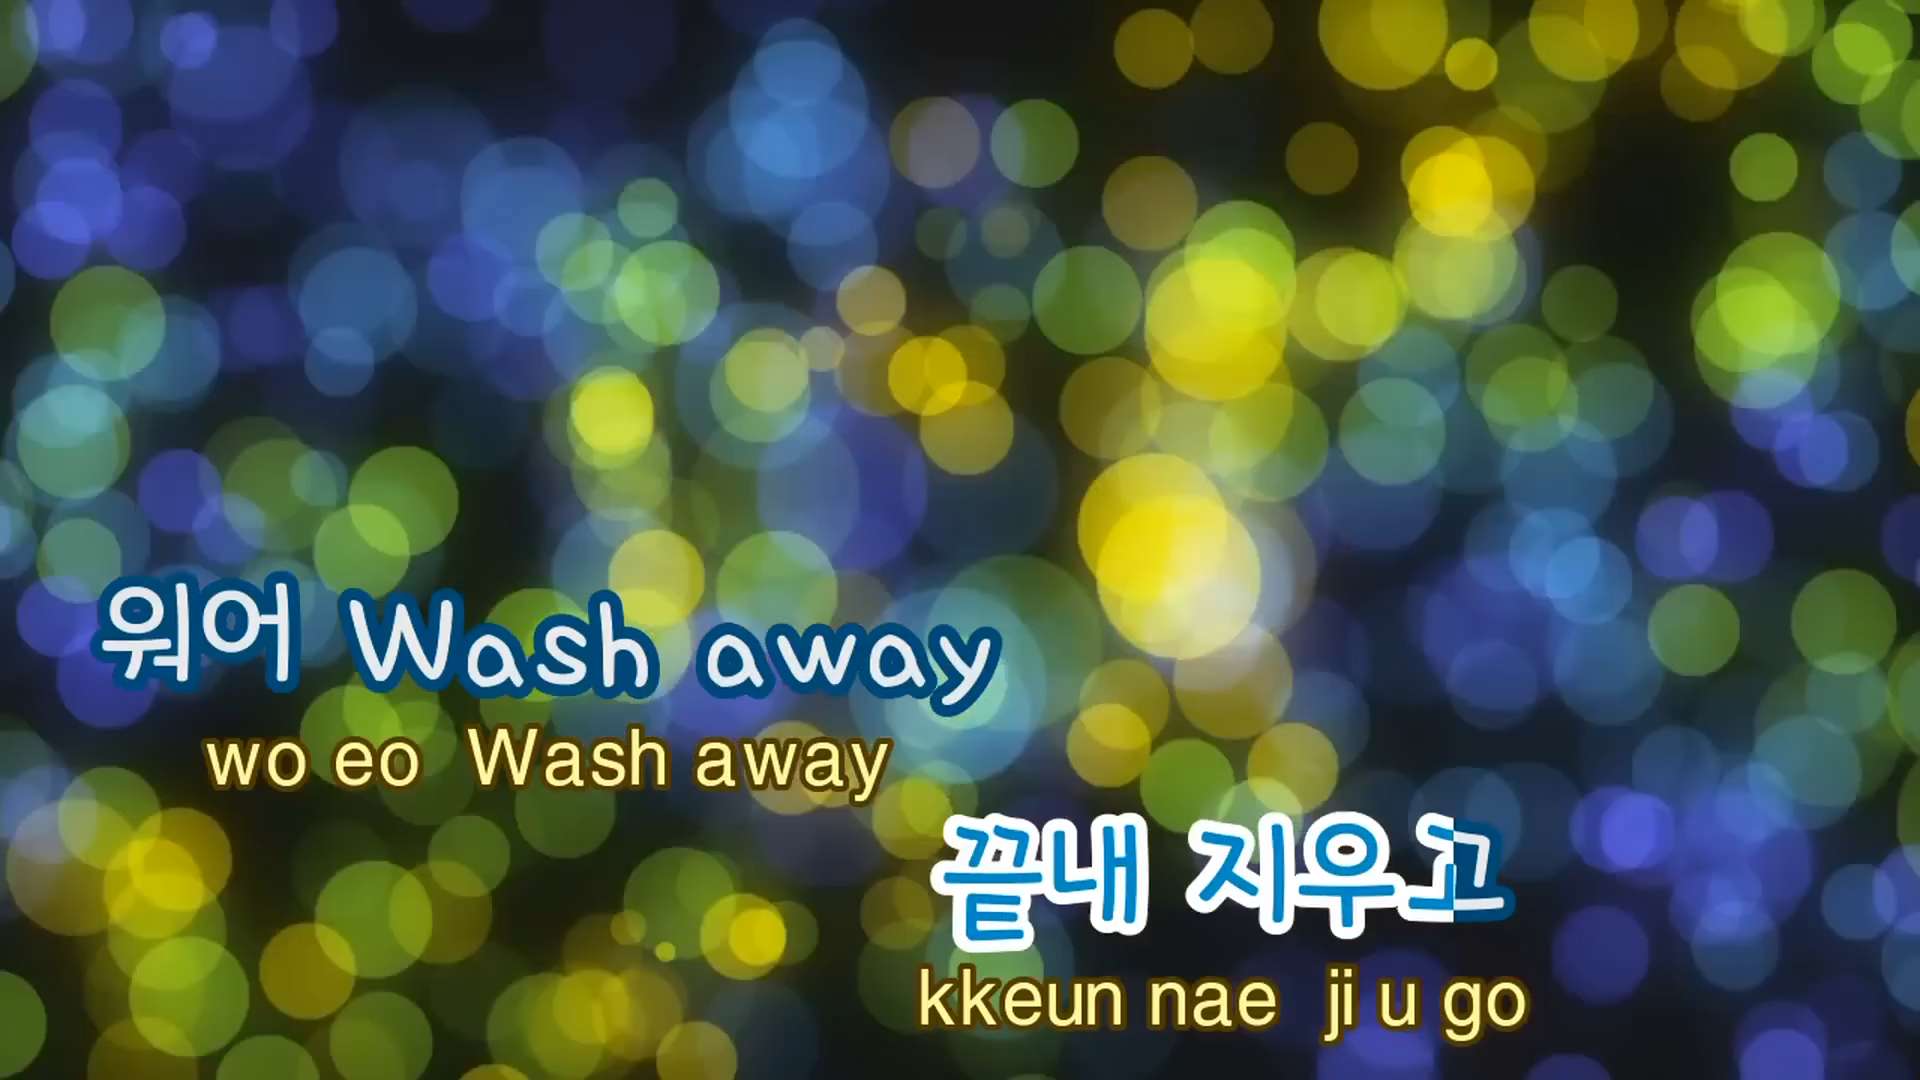 워어 Wash away
wo eo Wash away
끝내 지우고
kkeun nae ji u go